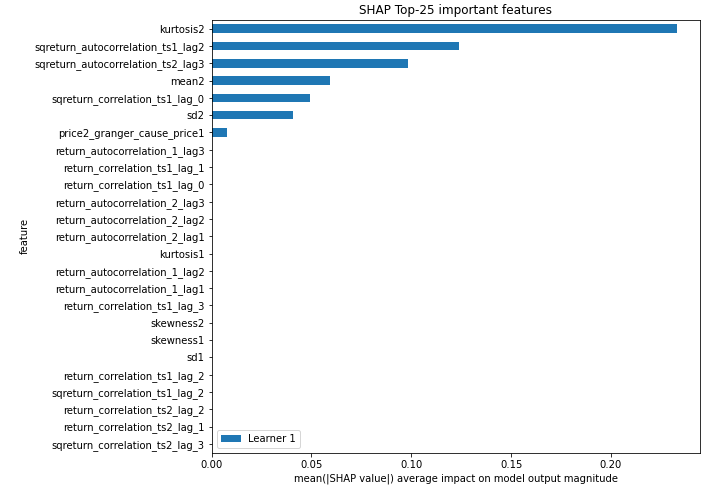 SHAP Top-25 important features
kurtosis2
sqreturn_autocorrelation_ts1_lag2
sqreturn_autocorrelation_ts2_lag3
mean2
sqreturn_correlation_ts1_lag_0
sd2
price2_granger_cause_price1
return_autocorrelation_1_lag3
return_correlation_ts1_lag_1
return_correlation_ts1_lag_0
return_autocorrelation_2_lag3
return_autocorrelation_2_lag2
return_autocorrelation_2_lag1
kurtosis1
return_autocorrelation_1_lag2
return_autocorrelation_1_lag1
return_correlation_ts1_lag_3
skewness2
skewness1
sd1
return_correlation_ts1_lag_2
sqreturn_correlation_ts1_lag_2
return_correlation_ts2_lag_2
return_correlation_ts2_lag_1
sqreturn_correlation_ts2_lag_3
feature
Learner 1
0.00 0.05 0.10 0.15 0.20
mean(|SHAP value|) average impact on model output magnitude